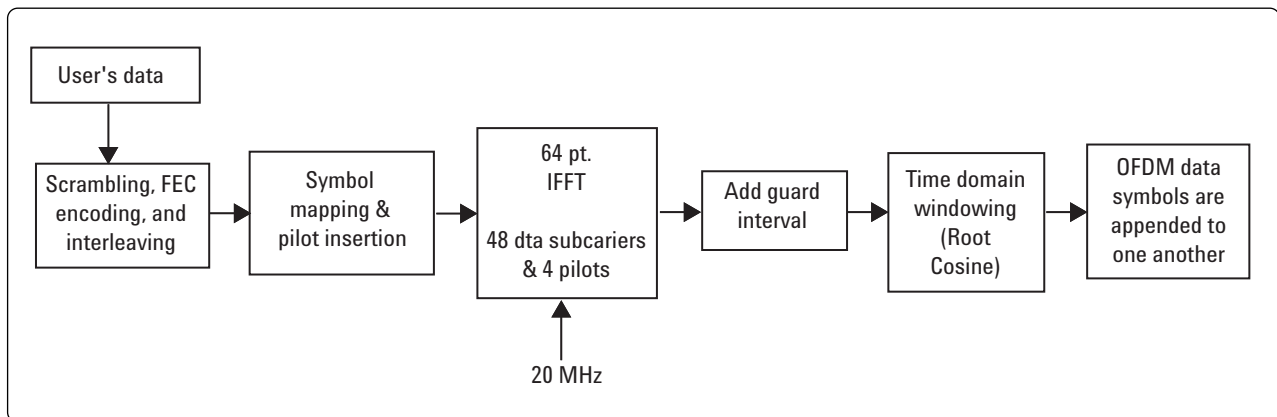 User's data
Scrambling, FEC
encoding, and
interleaving
Symbol
mapping &
pilot insertion
64 pt.
IFFT
48 dta subcariers
& 4 pilots
20 MHz
Add guard
interval
Time domain
windowing
(Root
Cosine)
OFDM data
symbols are
appended to
one another